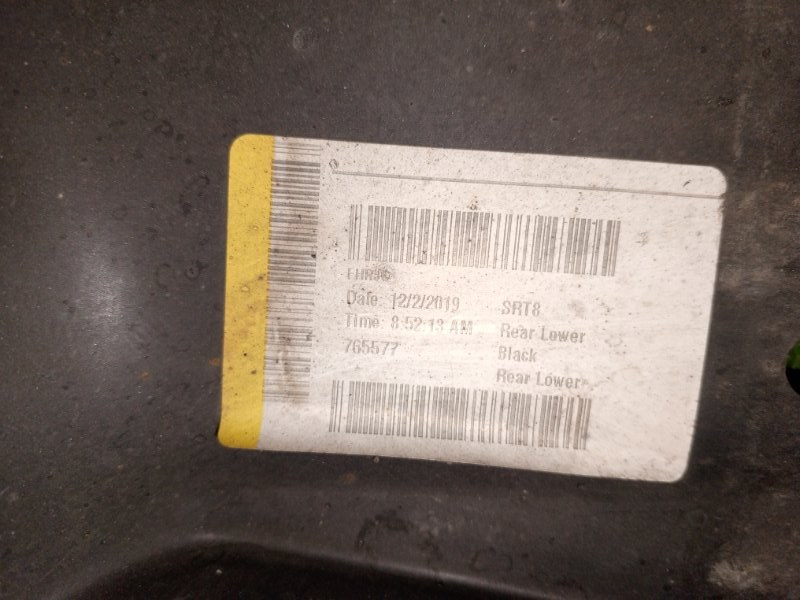 Date: 12/2/2019
SRT8
Time: 8:52:13 AM
Rear Lower
765577
Black
Rear Lower